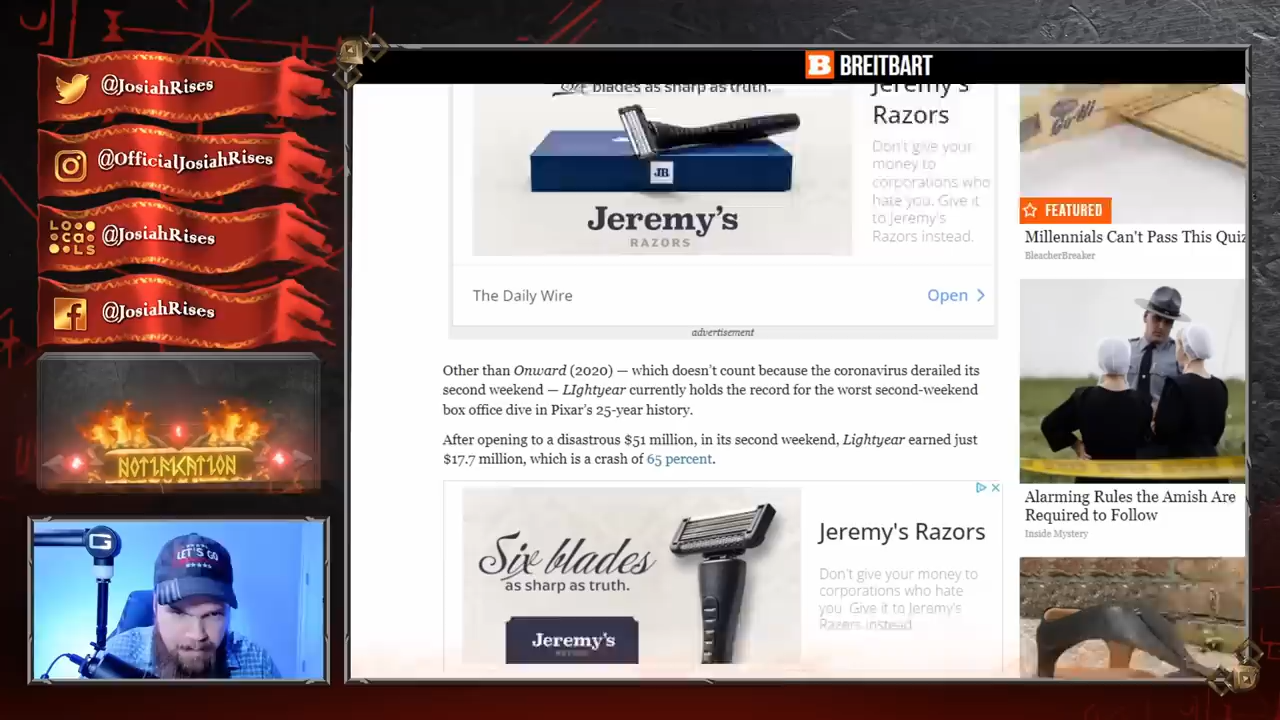 @JosiahRises
@OfficialJosiahRises
LOCALS
@JosiahRises
@JosiahRises
NOTIFICATION
LET'S GO
G
B BREITBART
Six blades as sharp as truth.
JR
Jeremy's
RAZORS
Jeremy's
Razors
Don't give your
money to
corporations who
hate you. Give it
to Jeremy's
Razors instead.
The Daily Wire
Open
advertisement
Other than Onward (2020) — which doesn't count because the coronavirus derailed its
second weekend — LIghtyear currently holds the record for the worst second-weekend
box office dive in Pixar's 25-year history.
After opening to a disastrous $51 million, in its second weekend, Lightyear earned just
$17.7 million, which is a crash of 65 percent.
Six blades
as sharp as truth.
Jeremy's
Jeremy's Razors
Don't give your money to
corporations who hate
you. Give it to Jeremy's
Razors instead
FEATURED
Millennials Can't Pass This Quiz
BleacherBreaker
Alarming Rules the Amish Are
Required to Follow
Inside Mystery